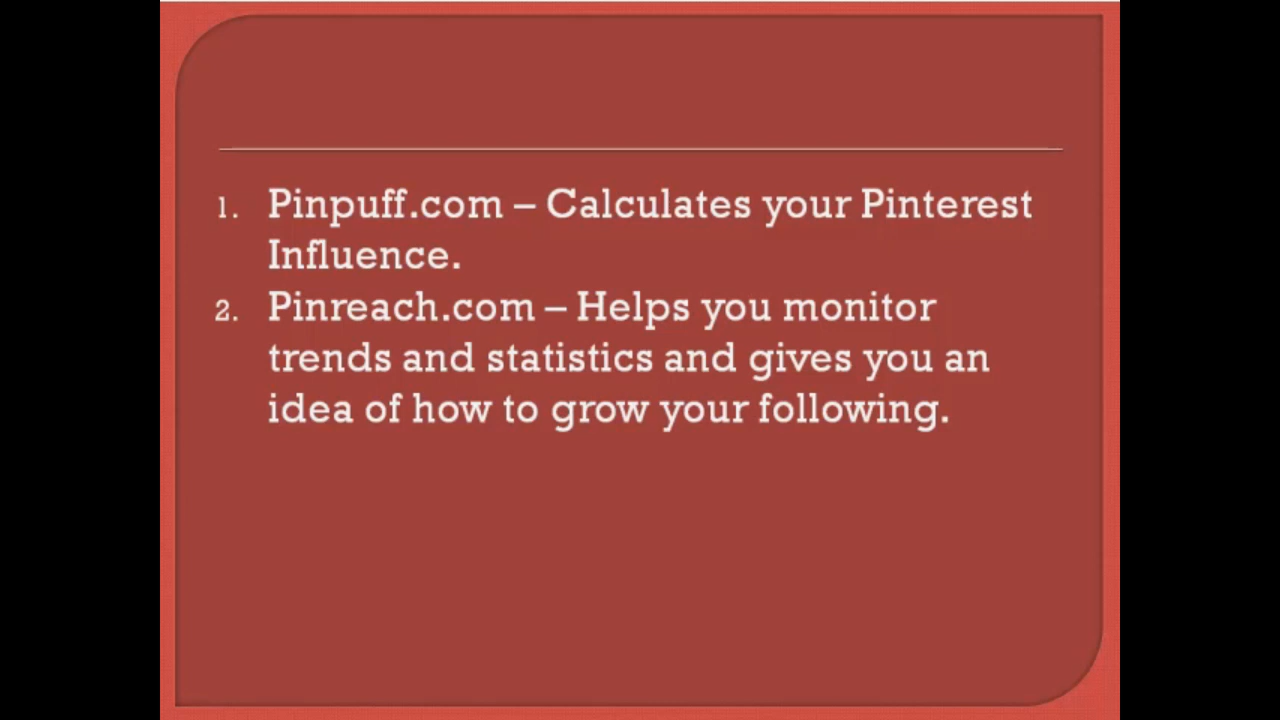 1. Pinpuff.com – Calculates your Pinterest
Influence.
2. Pinreach.com – Helps you monitor
trends and statistics and gives you an
idea of how to grow your following.